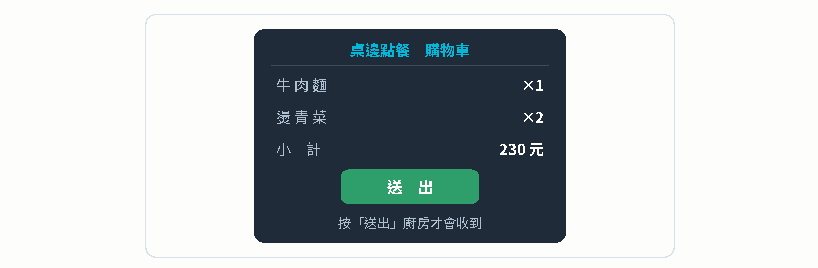 桌邊點餐　購物車
牛肉麵 ×1
燙青菜 ×2
小　計 230 元
送　出
按「送出」廚房才會收到